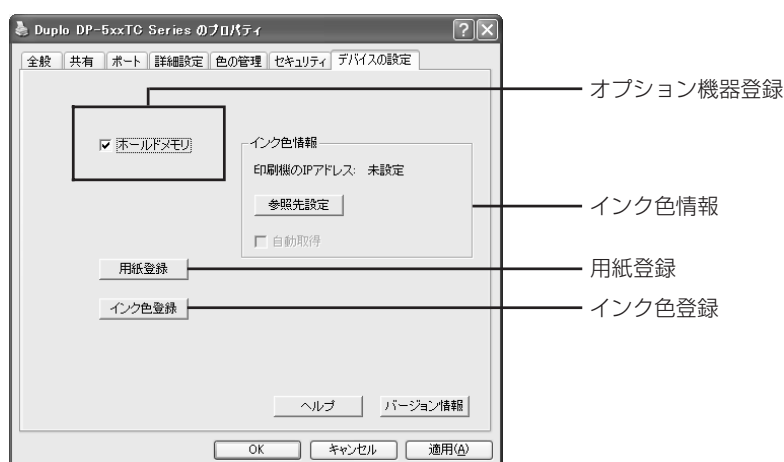 Duplo DP-5xxTC Series のプロパティ
全般 共有 ポート 詳細設定 色の管理 セキュリティ デバイスの設定
オプション機器登録
ホールドメモリ
インク色情報
印刷機のIPアドレス: 未設定
参照先設定
インク色情報
自動取得
用紙登録
用紙登録
インク色登録
インク色登録
ヘルプ
バージョン情報
OK
キャンセル
適用(A)